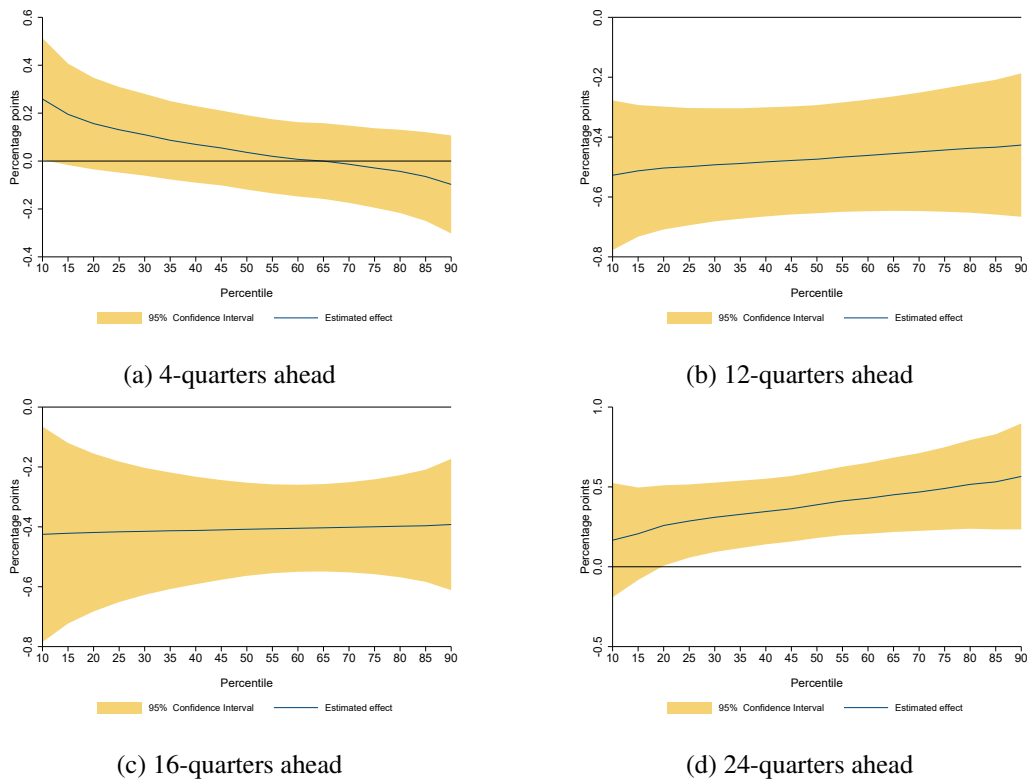 0.6
0.4
0.2
0.0
-0.2
-0.4
Percentage points
10 15 20 25 30 35 40 45 50 55 60 65 70 75 80 85 90
Percentile
95% Confidence Interval Estimated effect
(a) 4-quarters ahead
0.0
-0.2
-0.4
-0.6
-0.8
Percentage points
10 15 20 25 30 35 40 45 50 55 60 65 70 75 80 85 90
Percentile
95% Confidence Interval Estimated effect
(b) 12-quarters ahead
0.0
-0.2
-0.4
-0.6
-0.8
Percentage points
10 15 20 25 30 35 40 45 50 55 60 65 70 75 80 85 90
Percentile
95% Confidence Interval Estimated effect
(c) 16-quarters ahead
1.0
0.5
0.0
-0.5
Percentage points
10 15 20 25 30 35 40 45 50 55 60 65 70 75 80 85 90
Percentile
95% Confidence Interval Estimated effect
(d) 24-quarters ahead